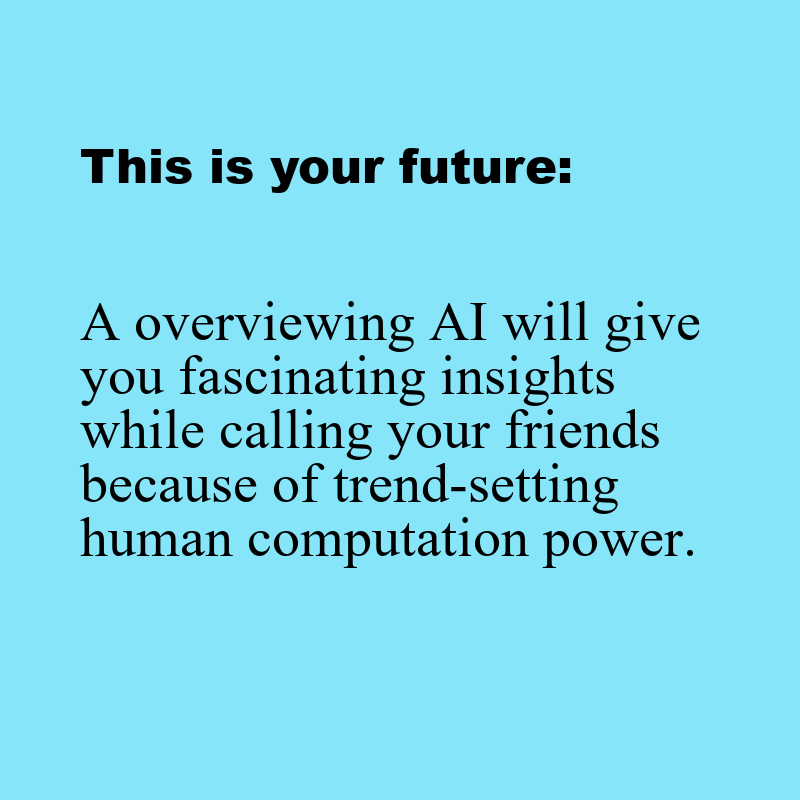 This is your future:
A overviewing AI will give
you fascinating insights
while calling your friends
because of trend-setting
human computation power.